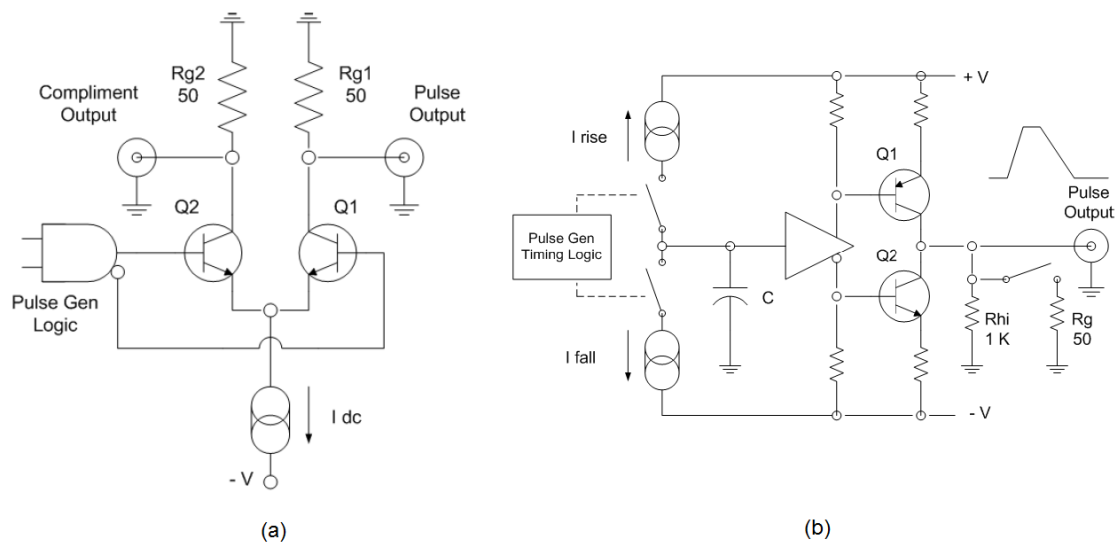 Rg2
50
Rg1
50
Compliment
Output
Pulse
Output
Q2
Q1
Pulse Gen
Logic
I dc
- V
(a)
+ V
I rise
Q1
Pulse
Output
Pulse Gen
Timing Logic
Q2
C
Rhi
1 K
Rg
50
I fall
- V
(b)